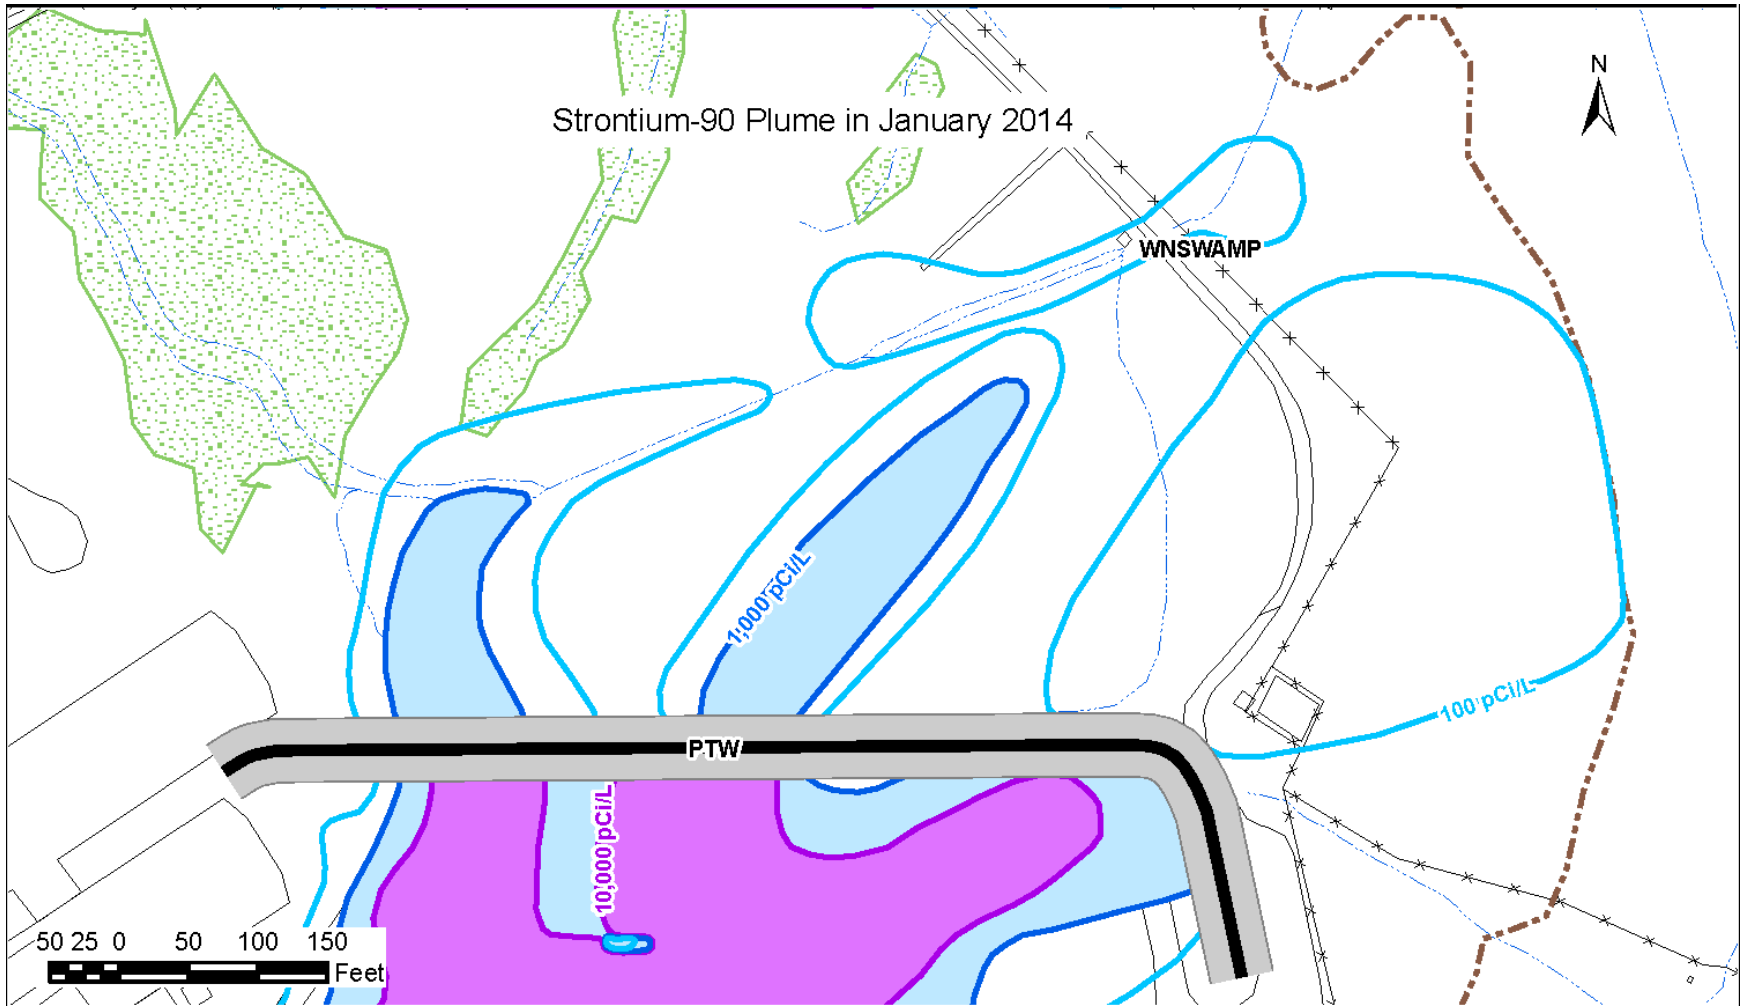 N
Strontium-90 Plume in January 2014
WNSWAMP
1,000 pCi/L
100 pCi/L
PTW
10,000 pCi/L
50 25 0 50 100 150
Feet